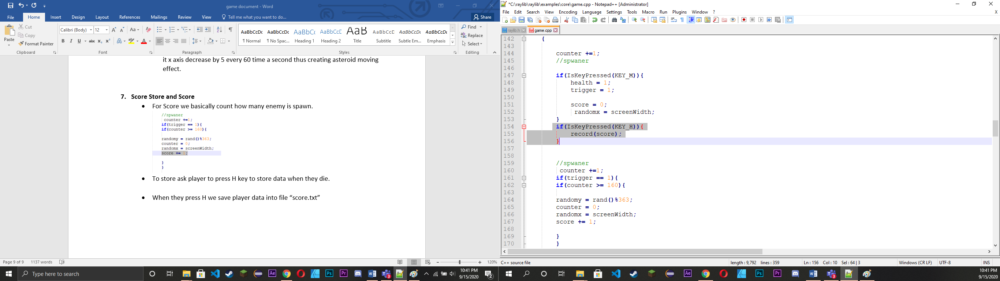 game document - Word
File Home Insert Design Layout References Mailings Review View Tell me what you want to do... Share
Paste Cut Copy Format Painter Clipboard
Calibri (Body) 12 Font
Paragraph
AaBbCcDc AaBbCcDc AaBbC( AaBbCcD AaB AaBbCcD AaBbCcDc AaBbCcDc
¶ Normal ¶ No Spac... Heading 1 Heading 2 Title Subtitle Subtle Em... Emphasis
Styles
Find Replace Select Editing
it x axis decrease by 5 every 60 time a second thus creating asteroid moving
effect.
7. Score Store and Score
• For Score we basically count how many enemy is spawn.
//spwaner
counter +=1;
if(trigger == 1){
if(counter >= 160){
randomy = rand()%363;
counter = 0;
randomx = screenWidth;
score += 1;
}
}
• To store ask player to press H key to store data when they die.
• When they press H we save player data into file “score.txt”
Page 9 of 9 1137 words 120%
Type here to search
10:41 PM
9/15/2020
*C:\raylib\raylib\examples\core\game.cpp - Notepad++ [Administrator]
File Edit Search View Encoding Language Settings Tools Macro Run Plugins Window ? X
raylib.h game.cpp
142 {
143
144 counter +=1;
145 //spwaner
146
147 if(IsKeyPressed(KEY_M)){
148 health = 1;
149 trigger = 1;
150
151 score = 0;
152 randomx = screenWidth;
153 }
154 if(IsKeyPressed(KEY_H)){
155 record(score);
156 }
157
158
159 //spwaner
160 counter +=1;
161 if(trigger == 1){
162 if(counter >= 160){
163
164 randomy = rand()%363;
165 counter = 0;
166 randomx = screenWidth;
167 score += 1;
168
169 }
170 }
C++ source file length : 9,792 lines : 359 Ln : 156 Col : 10 Sel : 64 | 3 Windows (CR LF) UTF-8 INS
10:41 PM
9/15/2020